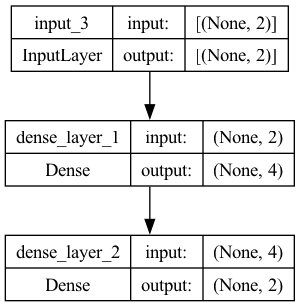 input_3 input: [(None, 2)]
InputLayer output: [(None, 2)]
dense_layer_1 input: (None, 2)
Dense output: (None, 4)
dense_layer_2 input: (None, 4)
Dense output: (None, 2)